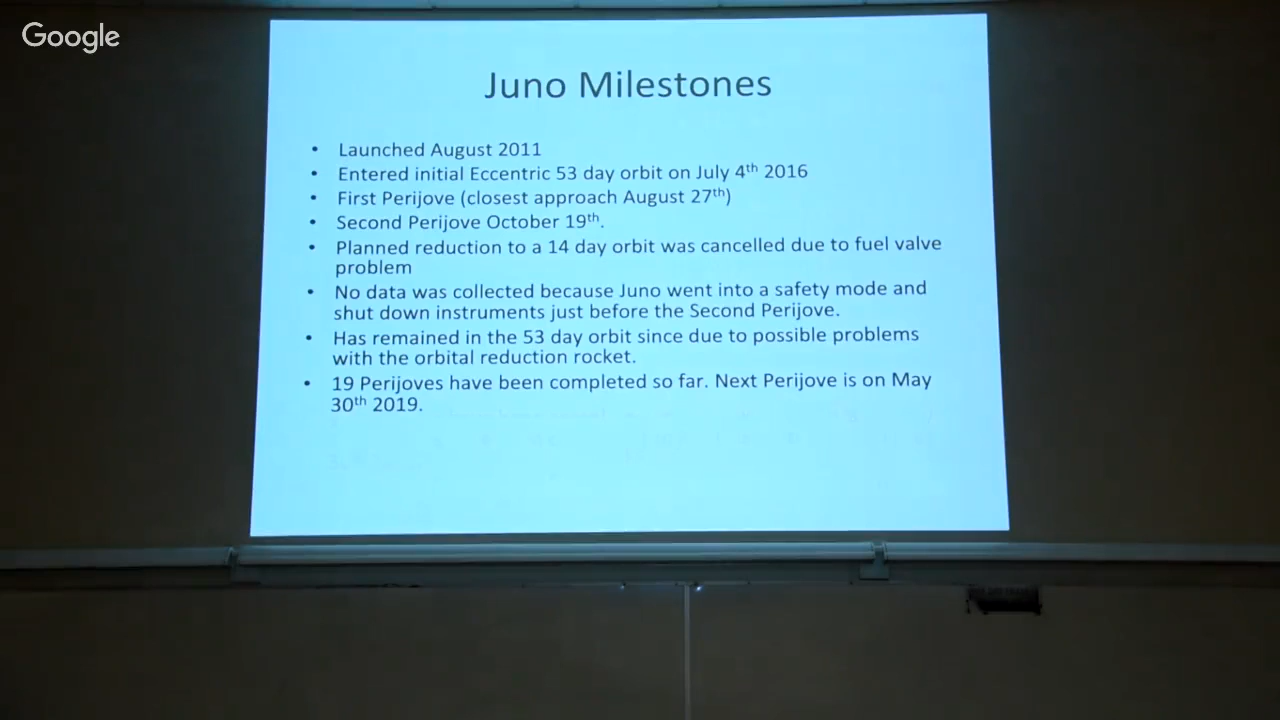 Google
Juno Milestones
• Launched August 2011
• Entered initial Eccentric 53 day orbit on July 4th 2016
• First Perijove (closest approach August 27th)
• Second Perijove October 19th.
• Planned reduction to a 14 day orbit was cancelled due to fuel valve
problem
• No data was collected because Juno went into a safety mode and
shut down instruments just before the Second Perijove.
• Has remained in the 53 day orbit since due to possible problems
with the orbital reduction rocket.
• 19 Perijoves have been completed so far. Next Perijove is on May
30th 2019.